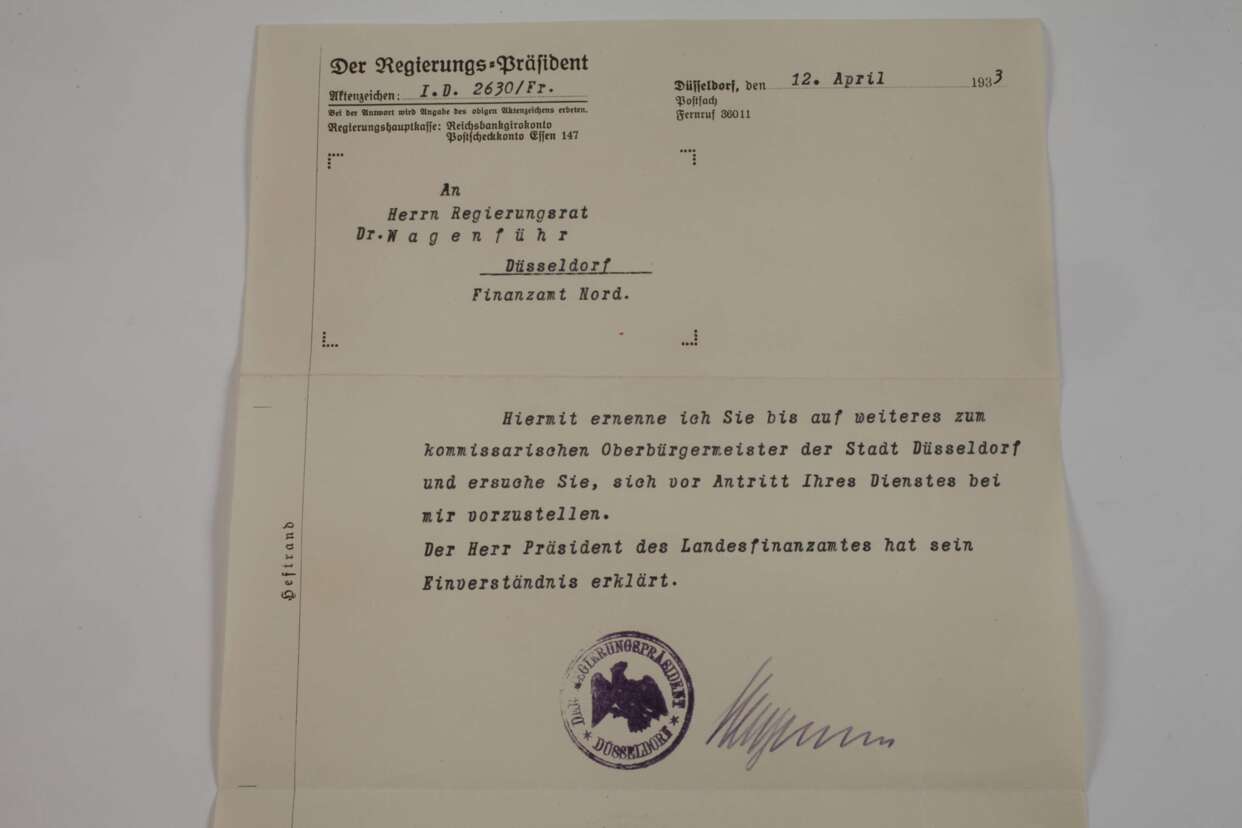 Der Regierungs-Präsident
Aktenzeichen: I.D. 2630/Fr.
Bei der Antwort wird Angabe des obigen Aktenzeichens erbeten.
Regierungshauptkasse: Reichsbankgirokonto
Postscheckkonto Essen 147
Düsseldorf, den 12. April 1933
Postfach
Fernruf 36011
An
Herrn Regierungsrat
Dr. Wagenführ
Düsseldorf
Finanzamt Nord.
Hiermit ernenne ich Sie bis auf weiteres zum
kommissarischen Oberbürgermeister der Stadt Düsseldorf
und ersuche Sie, sich vor Antritt Ihres Dienstes bei
mir vorzustellen.
Der Herr Präsident des Landesfinanzamtes hat sein
Einverständnis erklärt.
Heftrand
DER REGIERUNGSPRÄSIDENT
* DÜSSELDORF *